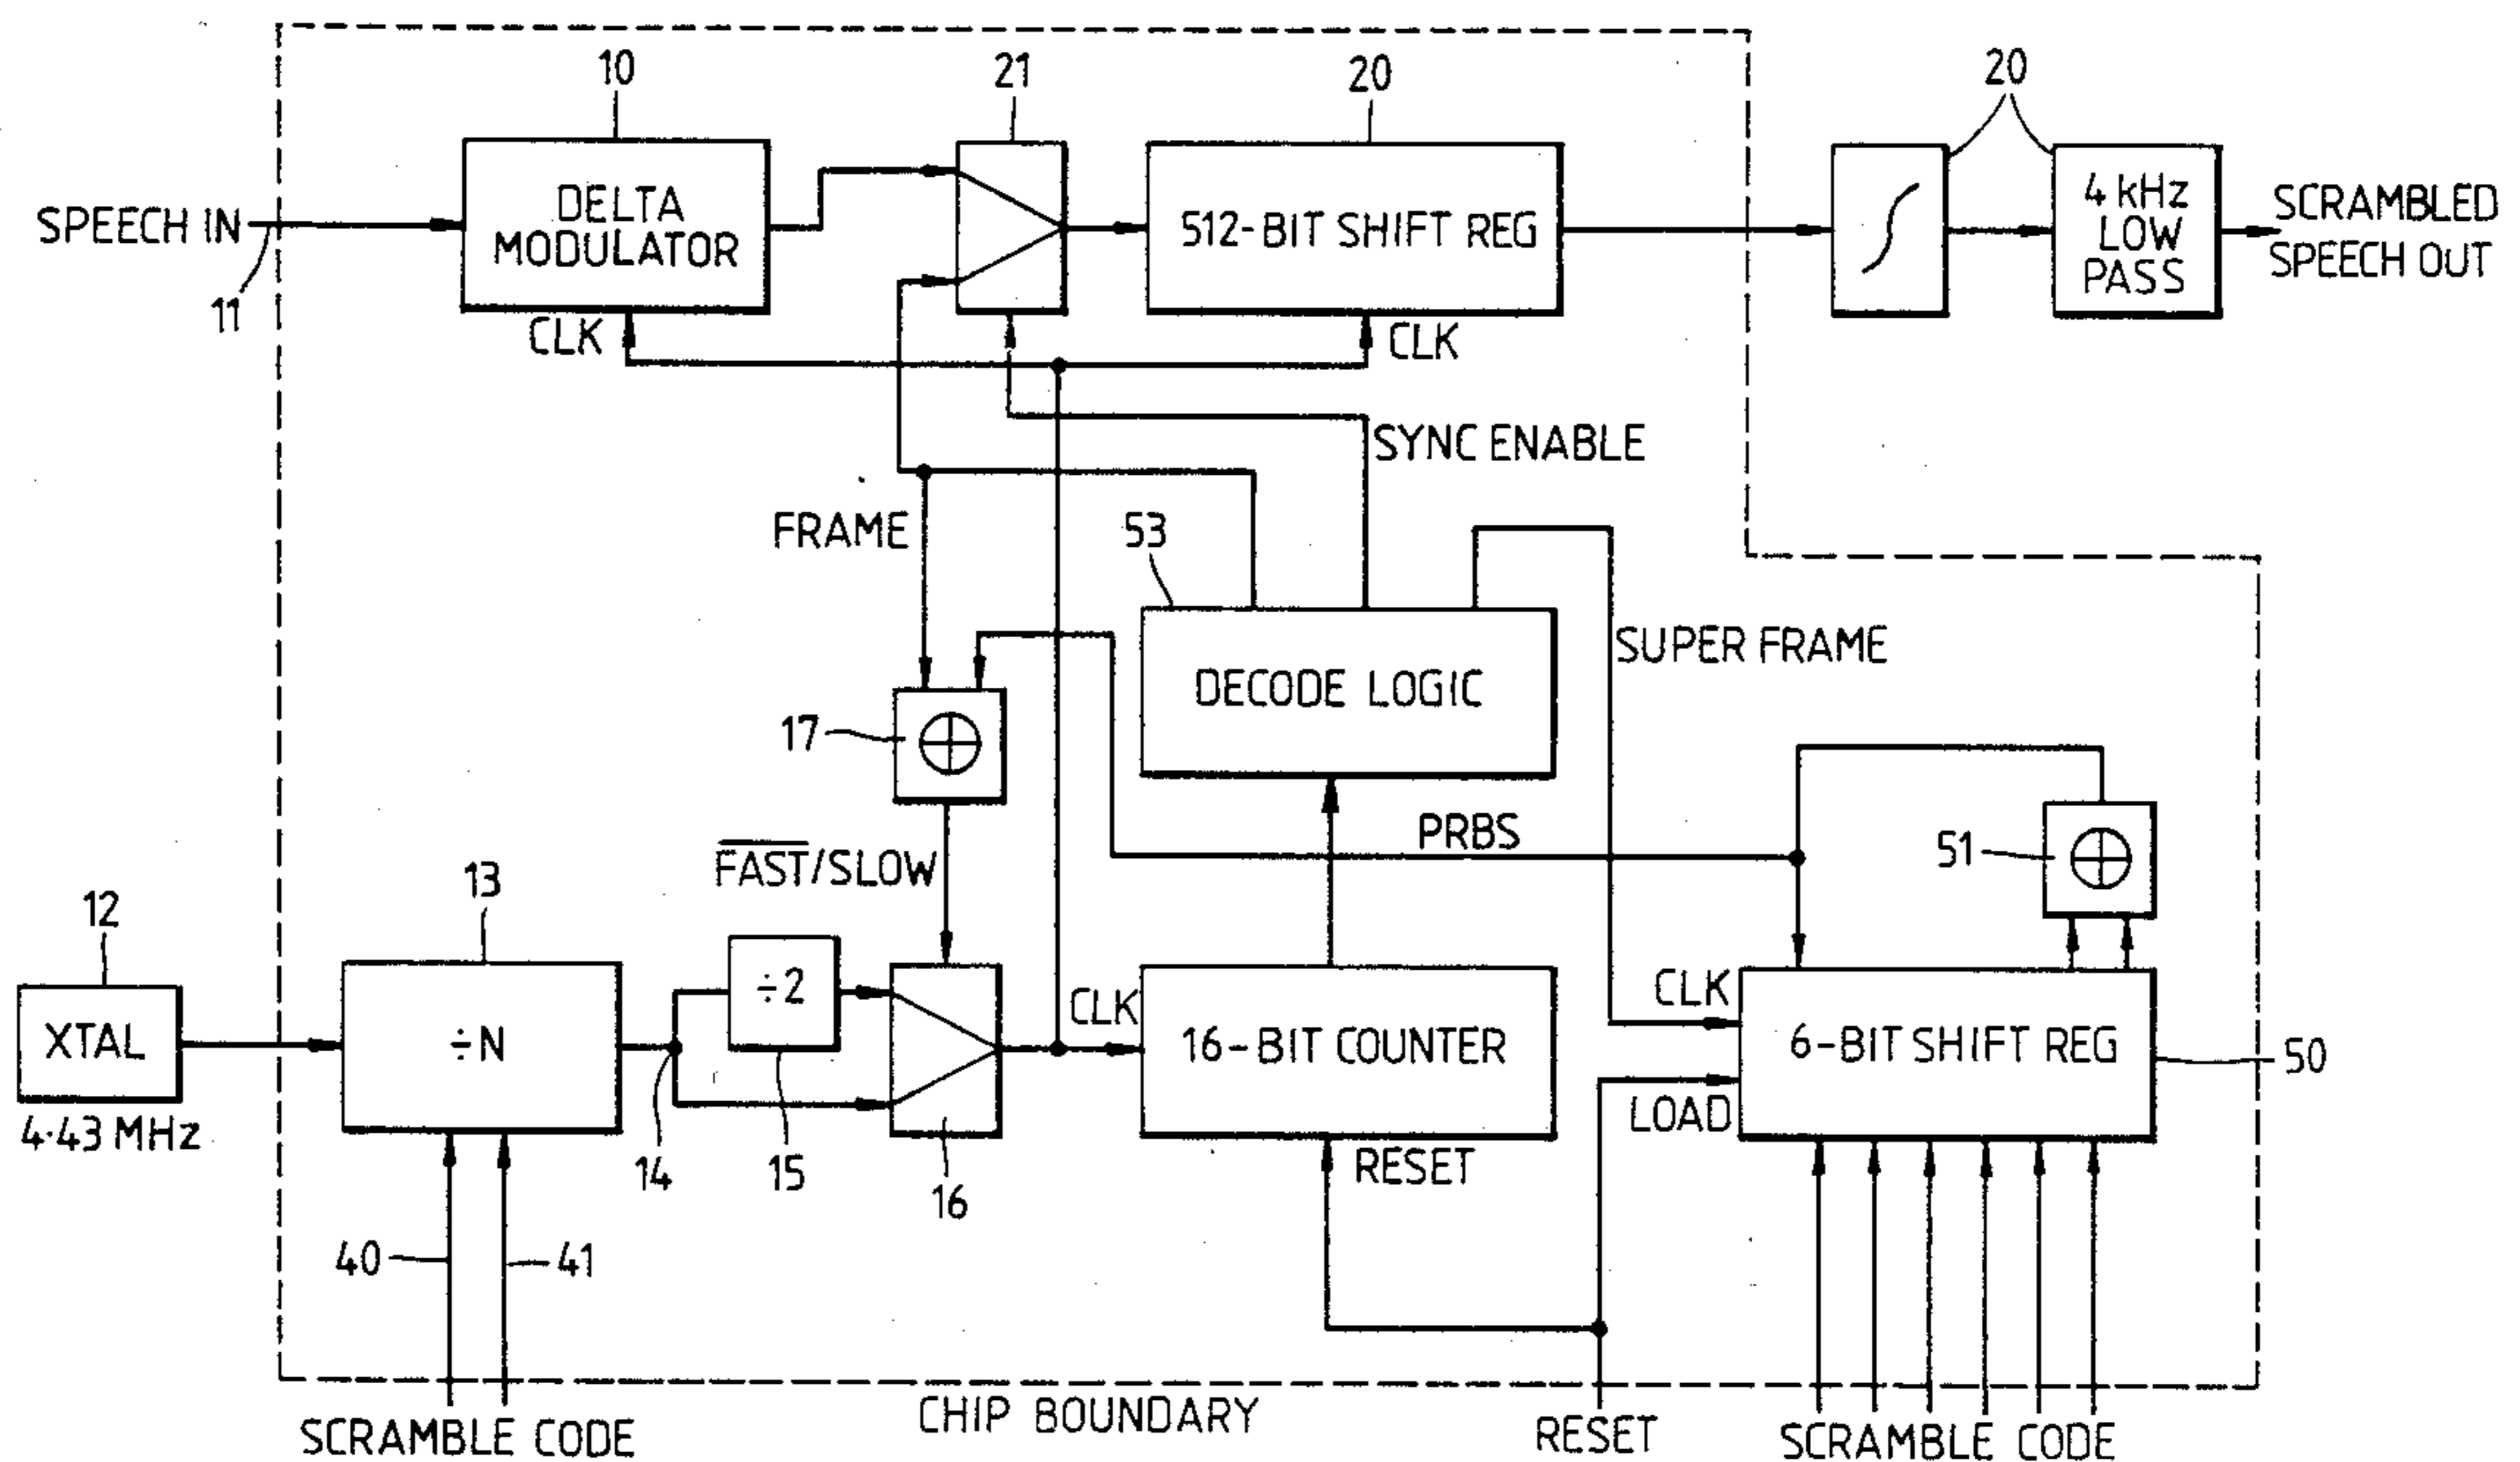 10
21
20
20
SPEECH IN
DELTA
MODULATOR
512-BIT SHIFT REG
4 kHz
LOW
PASS
SCRAMBLED
SPEECH OUT
11
CLK
CLK
SYNC ENABLE
FRAME
53
SUPER FRAME
DECODE LOGIC
17
PRBS
51
F̅A̅S̅T̅/SLOW
12
13
XTAL
÷N
÷2
CLK
16-BIT COUNTER
CLK
6-BIT SHIFT REG
50
4·43 MHz
LOAD
14
15
16
RESET
40
41
CHIP BOUNDARY
SCRAMBLE CODE
RESET
SCRAMBLE CODE